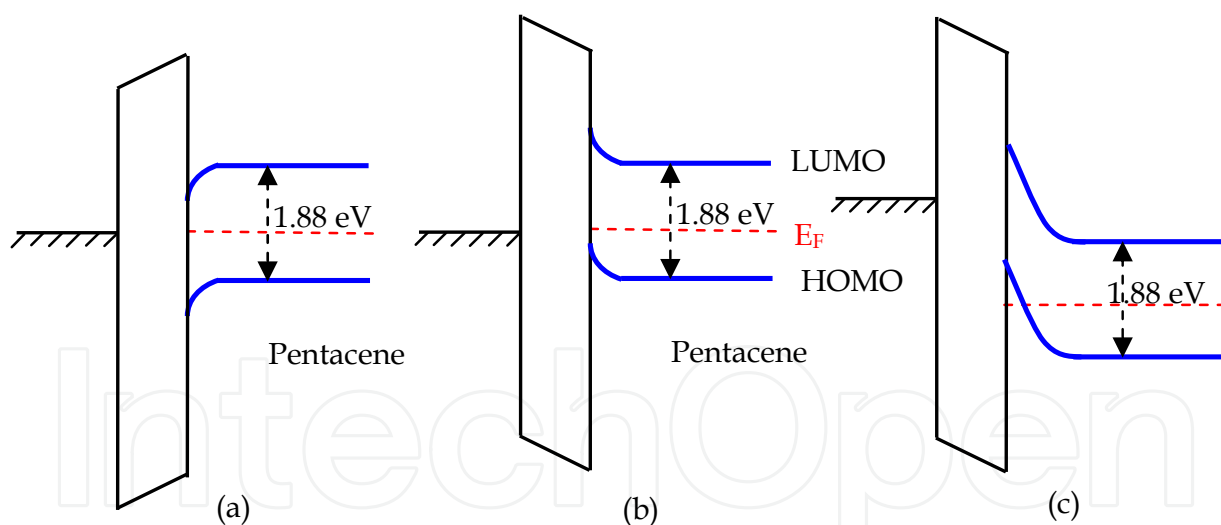 LUMO
1.88 eV
1.88 eV
E_F
1.88 eV
HOMO
Pentacene
Pentacene
IntechOpen
(a)
(b)
(c)